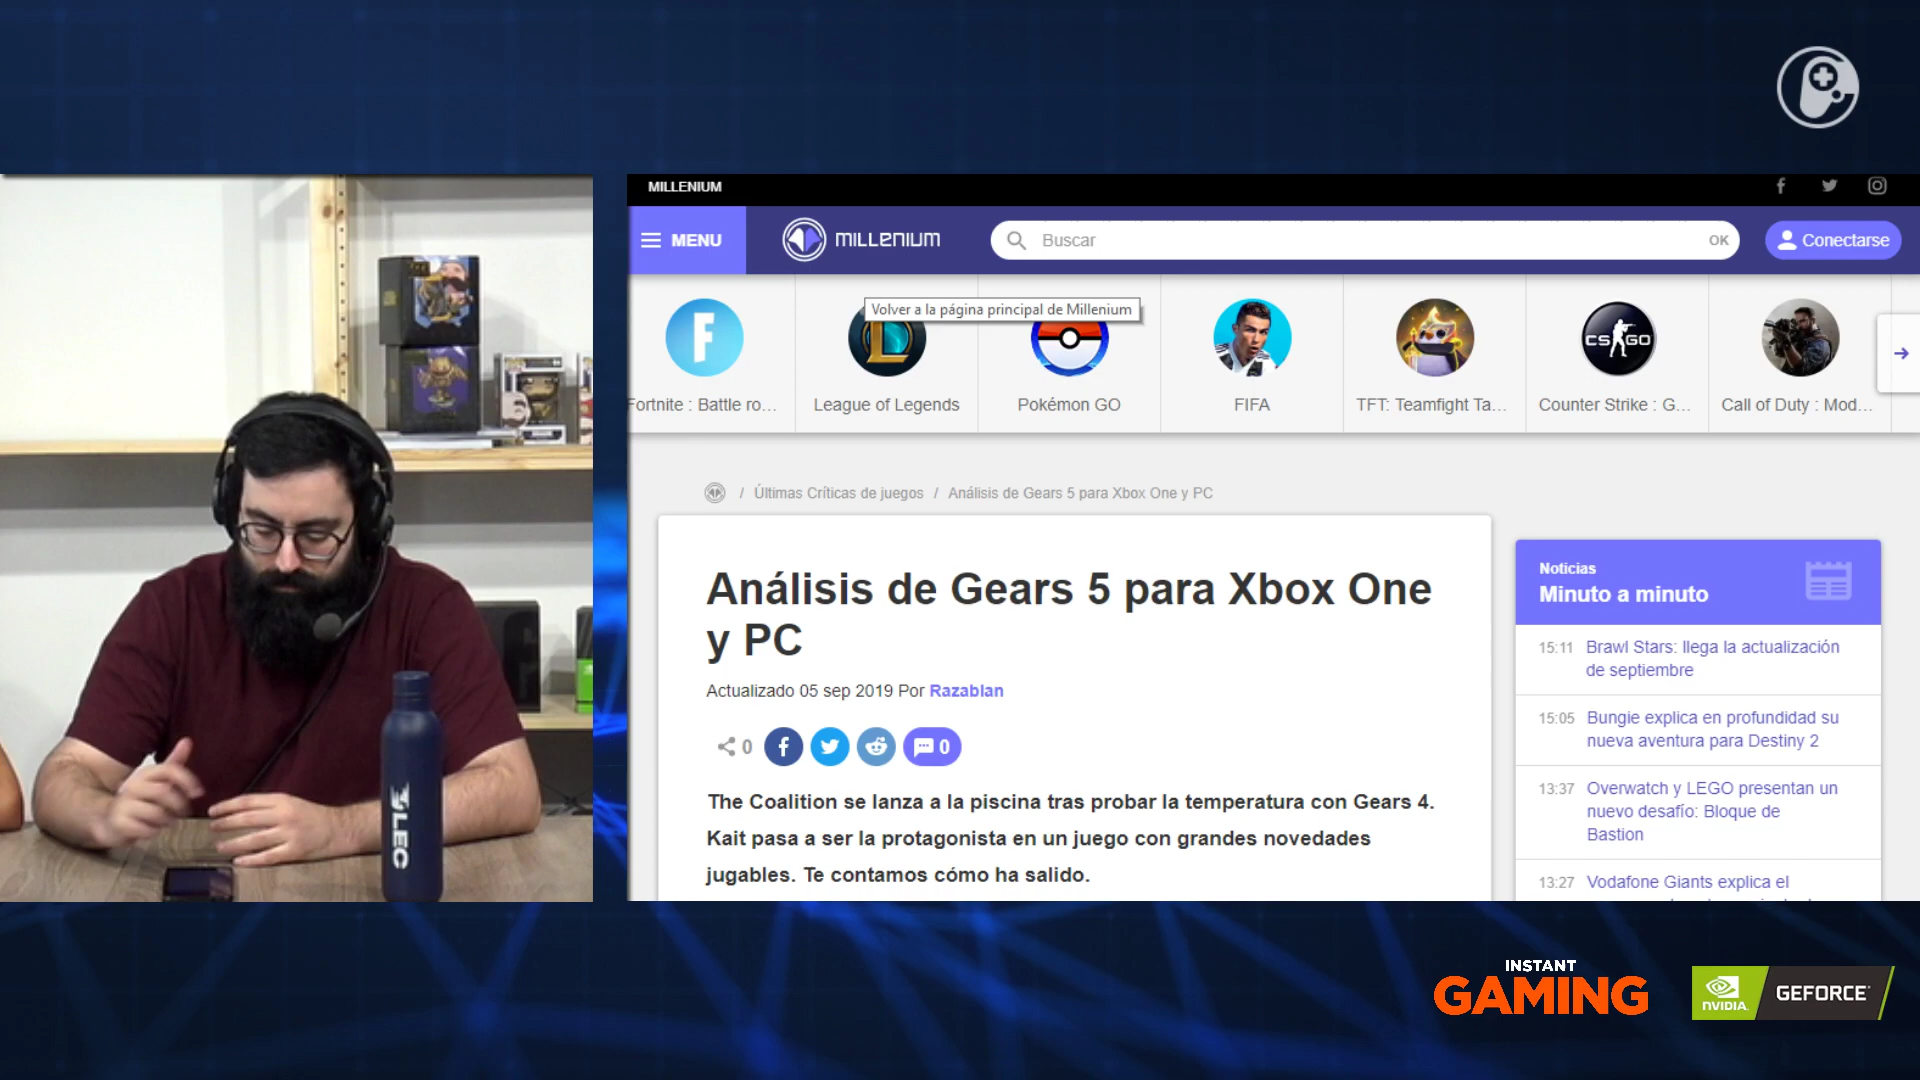 MILLENIUM
MENU
MILLENIUM
Buscar
OK
Conectarse
Volver a la página principal de Millenium
CS GO
Fortnite : Battle ro...
League of Legends
Pokémon GO
FIFA
TFT: Teamfight Ta...
Counter Strike : G...
Call of Duty : Mod...
/ Últimas Críticas de juegos / Análisis de Gears 5 para Xbox One y PC
Análisis de Gears 5 para Xbox One
y PC
Actualizado 05 sep 2019 Por Razablan
0
0
The Coalition se lanza a la piscina tras probar la temperatura con Gears 4.
Kait pasa a ser la protagonista en un juego con grandes novedades
jugables. Te contamos cómo ha salido.
Noticias
Minuto a minuto
15:11 Brawl Stars: llega la actualización
de septiembre
15:05 Bungie explica en profundidad su
nueva aventura para Destiny 2
13:37 Overwatch y LEGO presentan un
nuevo desafío: Bloque de
Bastion
13:27 Vodafone Giants explica el
LEC
INSTANT
GAMING
NVIDIA.
GEFORCE